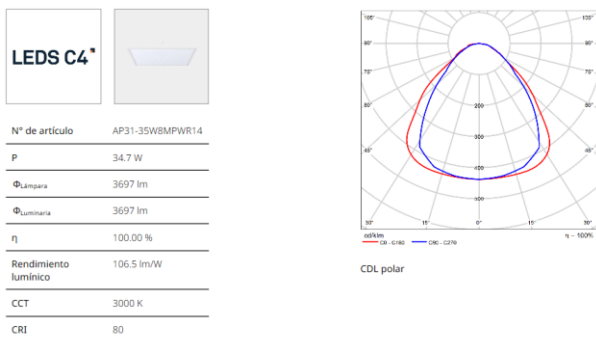 LEDS C4
N° de artículo AP31-35W8MPWR14
P 34.7 W
ΦLámpara 3697 lm
ΦLuminaria 3697 lm
η 100.00 %
Rendimiento lumínico 106.5 lm/W
CCT 3000 K
CRI 80
105° 105°
90° 90°
75° 75°
60° 60°
45° 45°
200
300
400
500
30° 15° 0° 15° 30°
cd/klm η = 100%
C0 - C180 C90 - C270
CDL polar